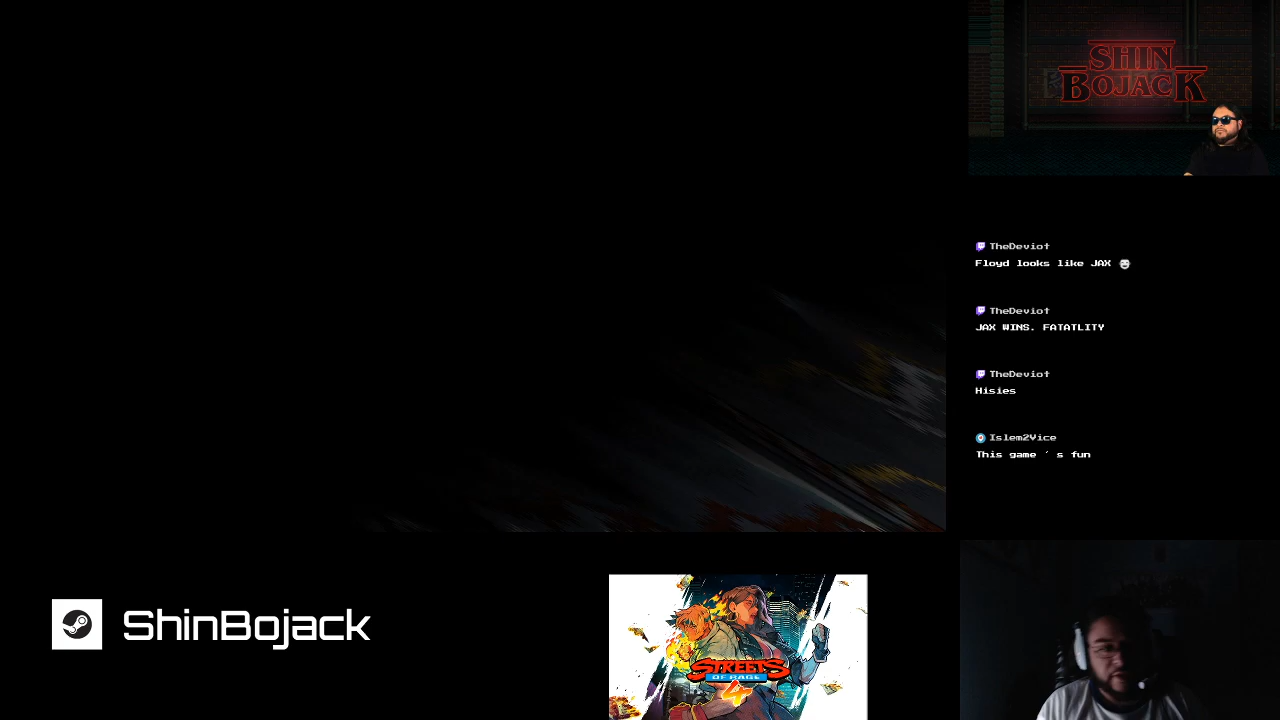 SHIN
BOJACK
TheDeviot
Floyd looks like JAX
TheDeviot
JAX WINS. FATATLITY
TheDeviot
Hisies
Islem2Vice
This game ´ s fun
ShinBojack
STREETS
OF RAGE
4